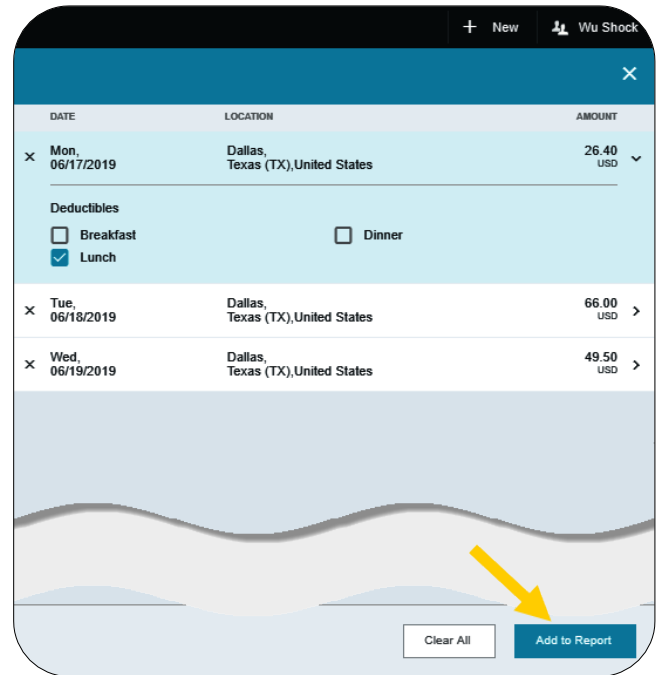 + New Wu Shock
DATE LOCATION AMOUNT
Mon, Dallas, 26.40
06/17/2019 Texas (TX),United States USD
Deductibles
Breakfast Dinner
Lunch
Tue, Dallas, 66.00
06/18/2019 Texas (TX),United States USD
Wed, Dallas, 49.50
06/19/2019 Texas (TX),United States USD
Clear All Add to Report